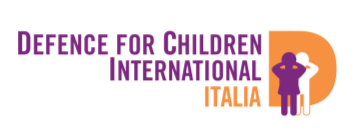 DEFENCE FOR CHILDREN
INTERNATIONAL
ITALIA